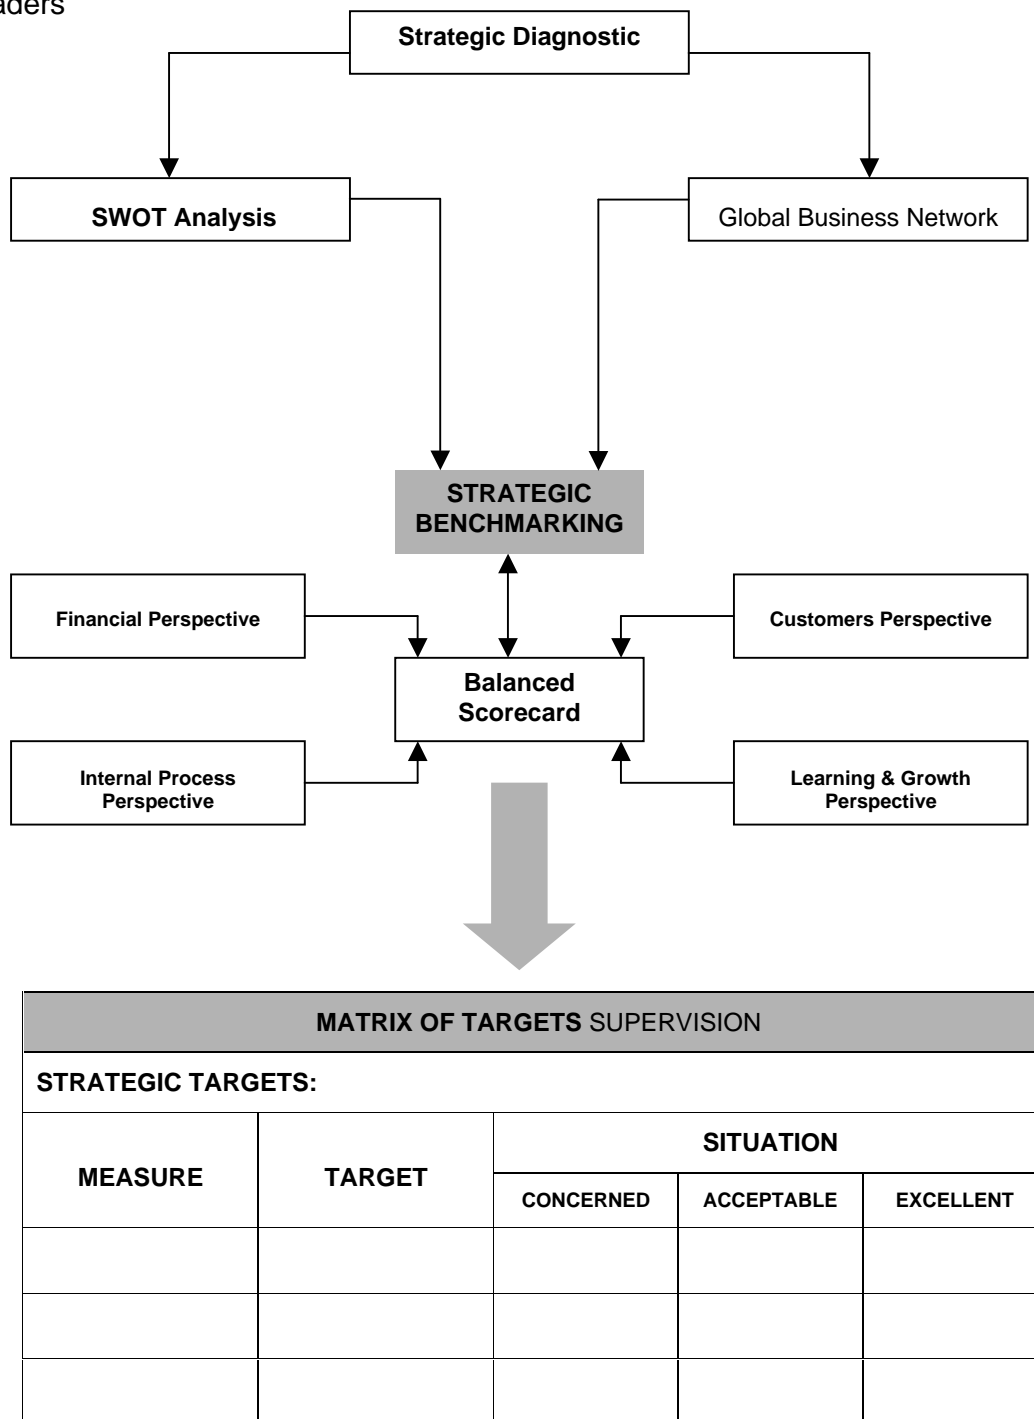 aders
Strategic Diagnostic
SWOT Analysis
Global Business Network
STRATEGIC
BENCHMARKING
Financial Perspective
Customers Perspective
Balanced
Scorecard
Internal Process
Perspective
Learning & Growth
Perspective
MATRIX OF TARGETS SUPERVISION
STRATEGIC TARGETS:
MEASURE
TARGET
SITUATION
CONCERNED
ACCEPTABLE
EXCELLENT